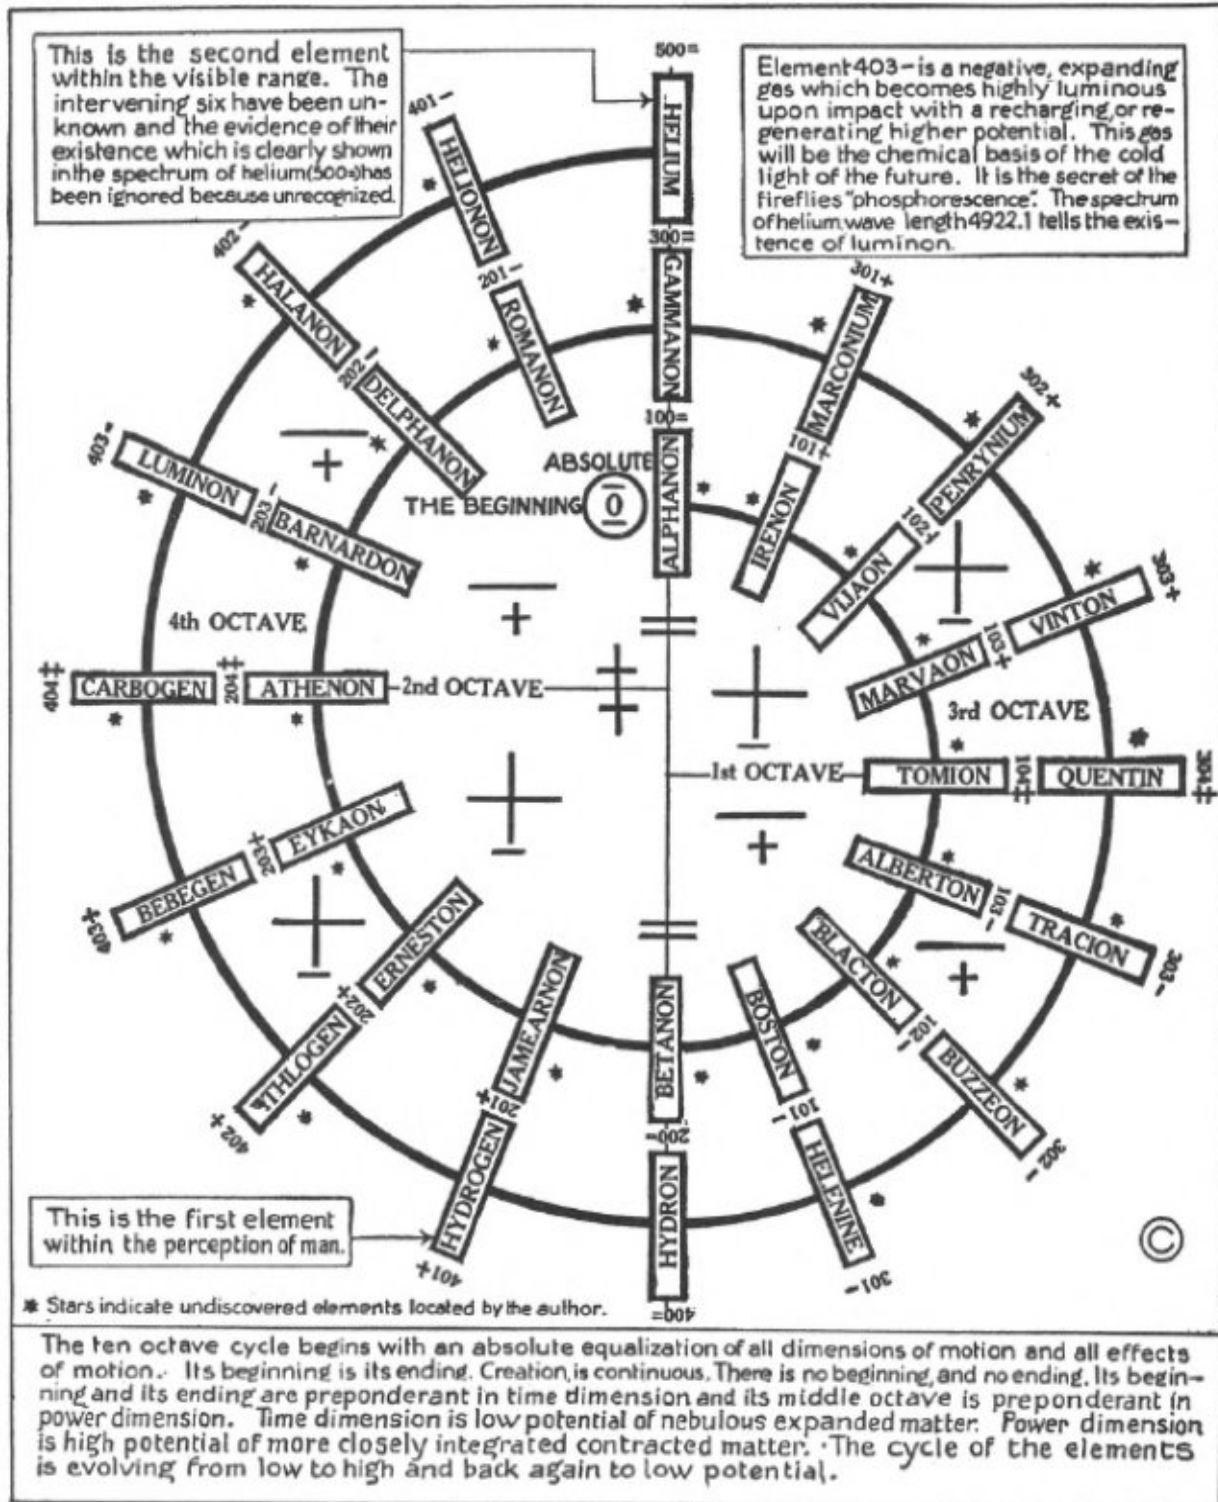 This is the second element
within the visible range. The
intervening six have been un-
known and the evidence of their
existence which is clearly shown
in the spectrum of helium(500=)has
been ignored because unrecognized.
500=
HELIUM
Element 403- is a negative, expanding
gas which becomes highly luminous
upon impact with a recharging, or re-
generating higher potential. This gas
will be the chemical basis of the cold
light of the future. It is the secret of the
fireflies "phosphorescence". The spectrum
of helium wave length 4922.1 tells the exis-
tence of luminon.
401-
HELIONON
402-
HALANON
201-
ROMANON
300=
GAMMANON
301+
MARCONIUM
202-
DELPHANON
302+
PENRYNIUM
403-
LUMINON
203-
BARNARDON
100=
ALPHANON
101+
IRENON
102+
VIJAON
ABSOLUTE
THE BEGINNING
0
303+
VINTON
103+
MARVAON
4th OCTAVE
3rd OCTAVE
404‡
CARBOGEN
204‡
ATHENON
2nd OCTAVE
1st OCTAVE
TOMION
104‡
QUENTIN
304‡
403+
BEBEGEN
203+
EYKAON
ALBERTON
103-
TRACION
303-
402+
ITHLOGEN
202+
ERNESTON
BLACTON
102-
BUZZEON
302-
JAMEARNON
201+
HYDROGEN
401+
BETANON
200=
HYDRON
400=
BOSTON
101-
HELENINE
301-
This is the first element
within the perception of man.
©
* Stars indicate undiscovered elements located by the author.
The ten octave cycle begins with an absolute equalization of all dimensions of motion and all effects
of motion. Its beginning is its ending. Creation is continuous. There is no beginning, and no ending. Its begin-
ning and its ending are preponderant in time dimension and its middle octave is preponderant in
power dimension. Time dimension is low potential of nebulous expanded matter. Power dimension
is high potential of more closely integrated contracted matter. The cycle of the elements
is evolving from low to high and back again to low potential.